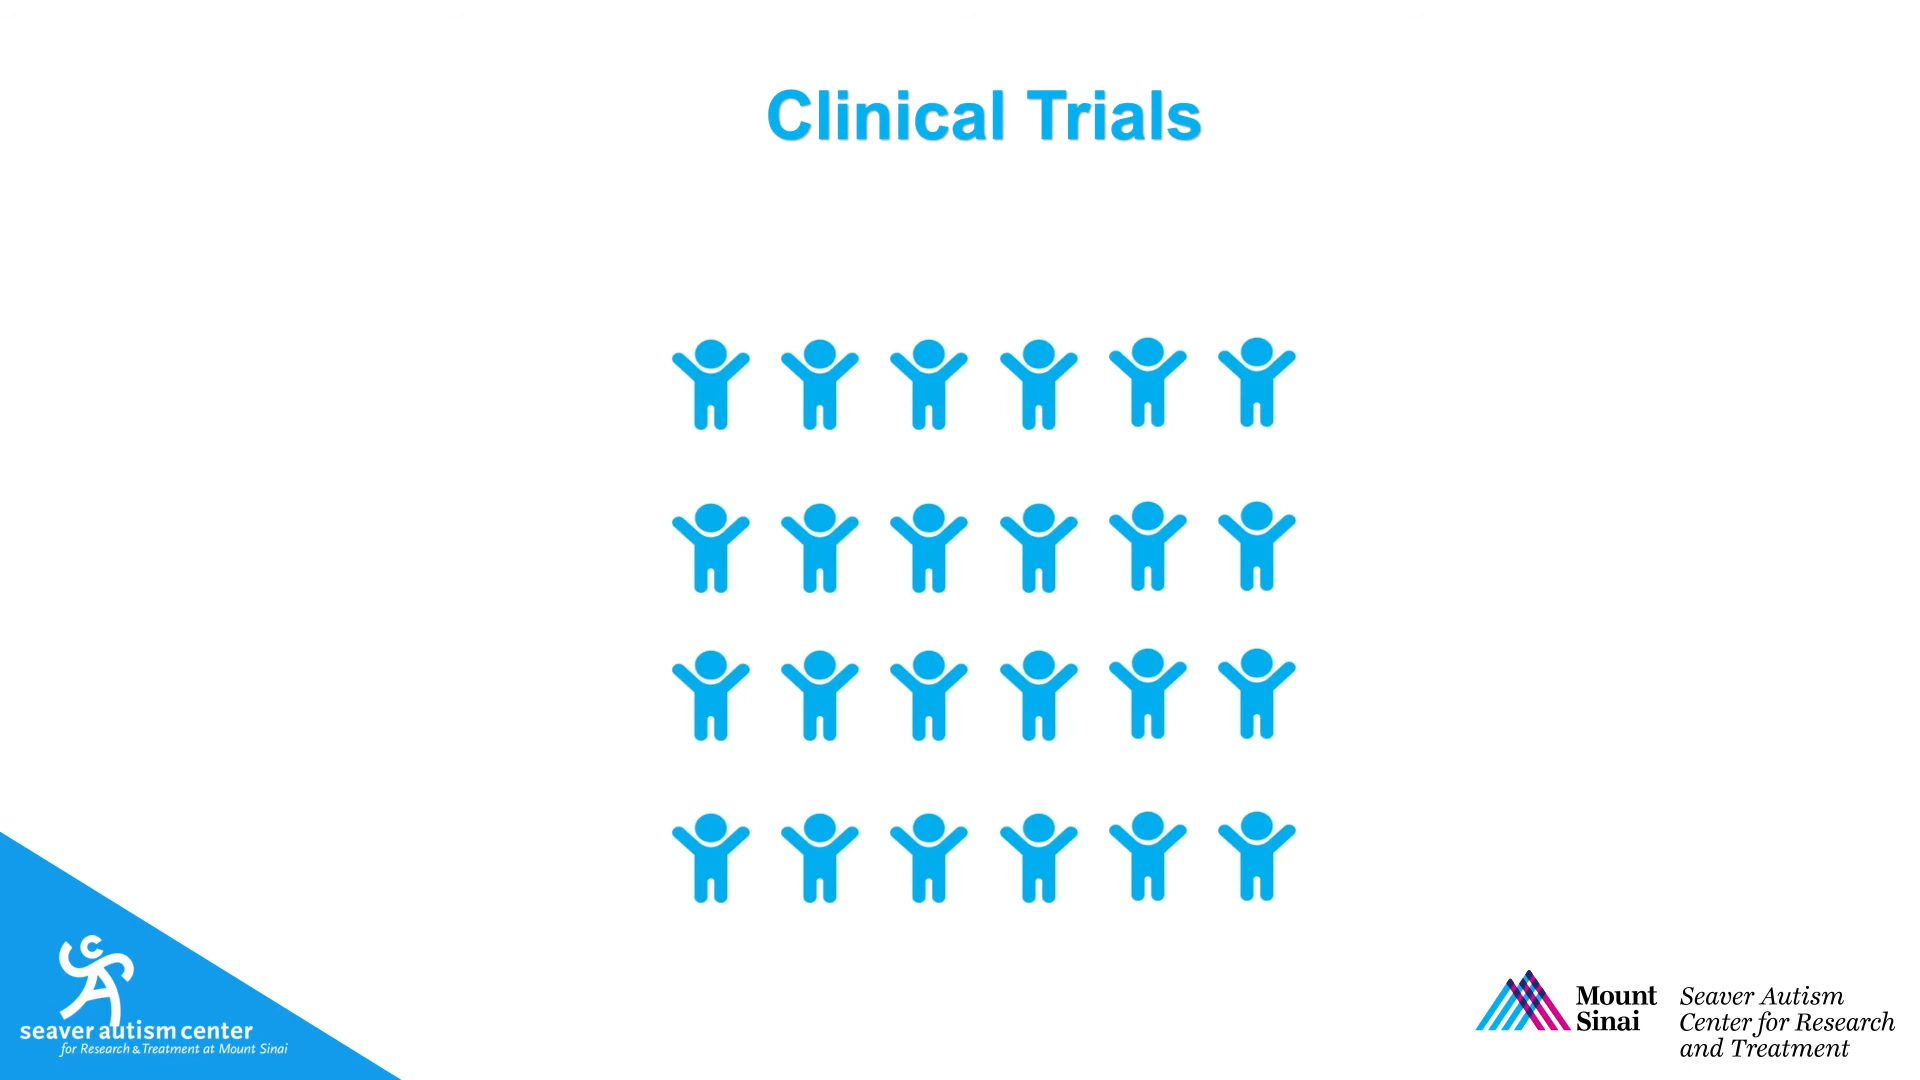 Clinical Trials
seaver autism center
for Research & Treatment at Mount Sinai
Mount
Sinai
Seaver Autism
Center for Research
and Treatment